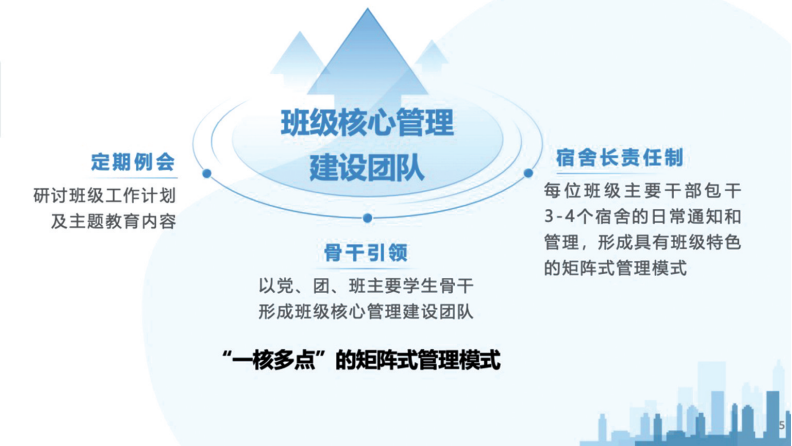 班级核心管理
建设团队
定期例会
研讨班级工作计划
及主题教育内容
骨干引领
以党、团、班主要学生骨干
形成班级核心管理建设团队
宿舍长责任制
每位班级主要干部包干
3-4个宿舍的日常通知和
管理，形成具有班级特色
的矩阵式管理模式
“一核多点”的矩阵式管理模式
5